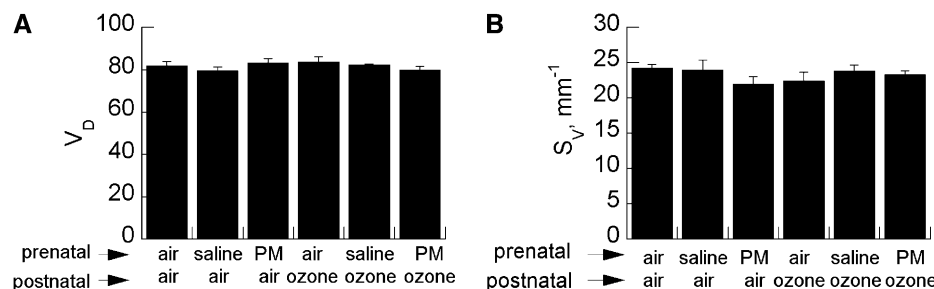 A
100
80
60
40
20
0
V_D
prenatal air saline PM air saline PM
postnatal air air air ozone ozone ozone
B
30
25
20
15
10
5
0
S_V, mm⁻¹
prenatal air saline PM air saline PM
postnatal air air air ozone ozone ozone